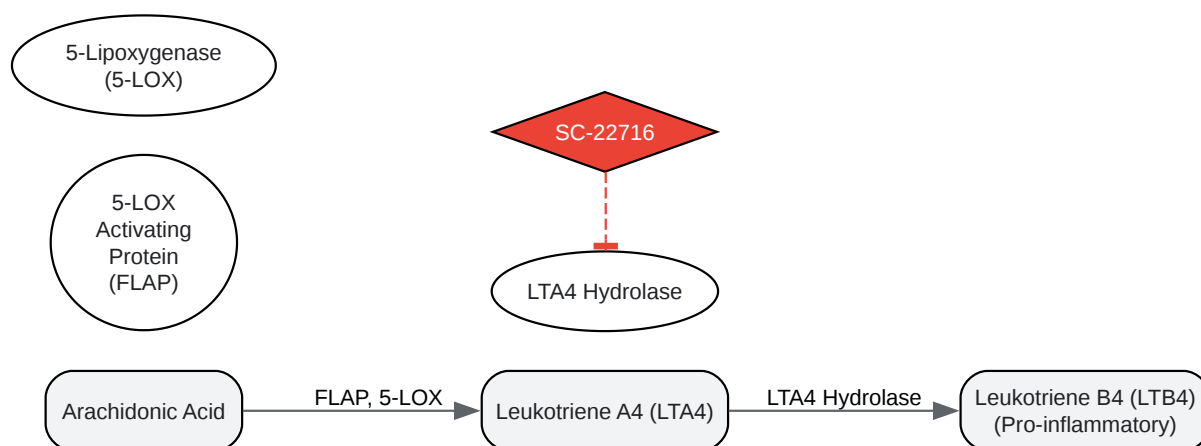 5-Lipoxygenase
(5-LOX)
SC-22716
5-LOX
Activating
Protein
(FLAP)
LTA4 Hydrolase
Arachidonic Acid
FLAP, 5-LOX
Leukotriene A4 (LTA4)
LTA4 Hydrolase
Leukotriene B4 (LTB4)
(Pro-inflammatory)